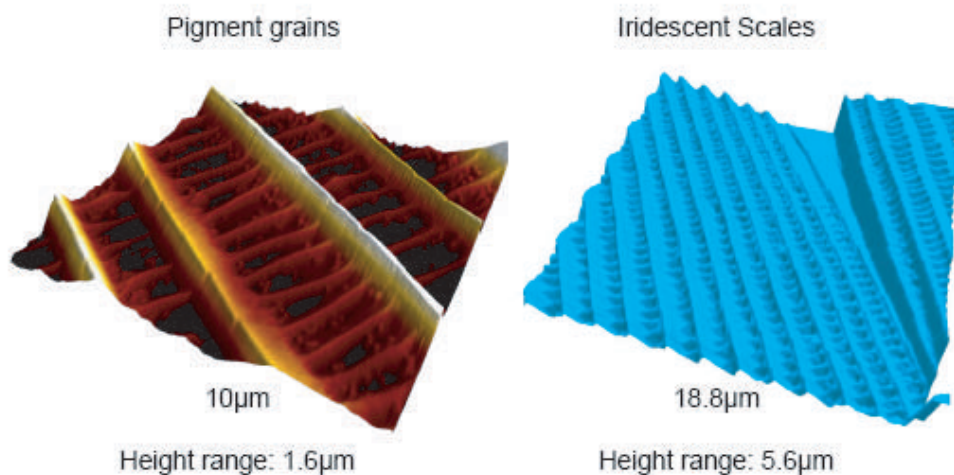 Pigment grains
Iridescent Scales
10µm
18.8µm
Height range: 1.6µm
Height range: 5.6µm